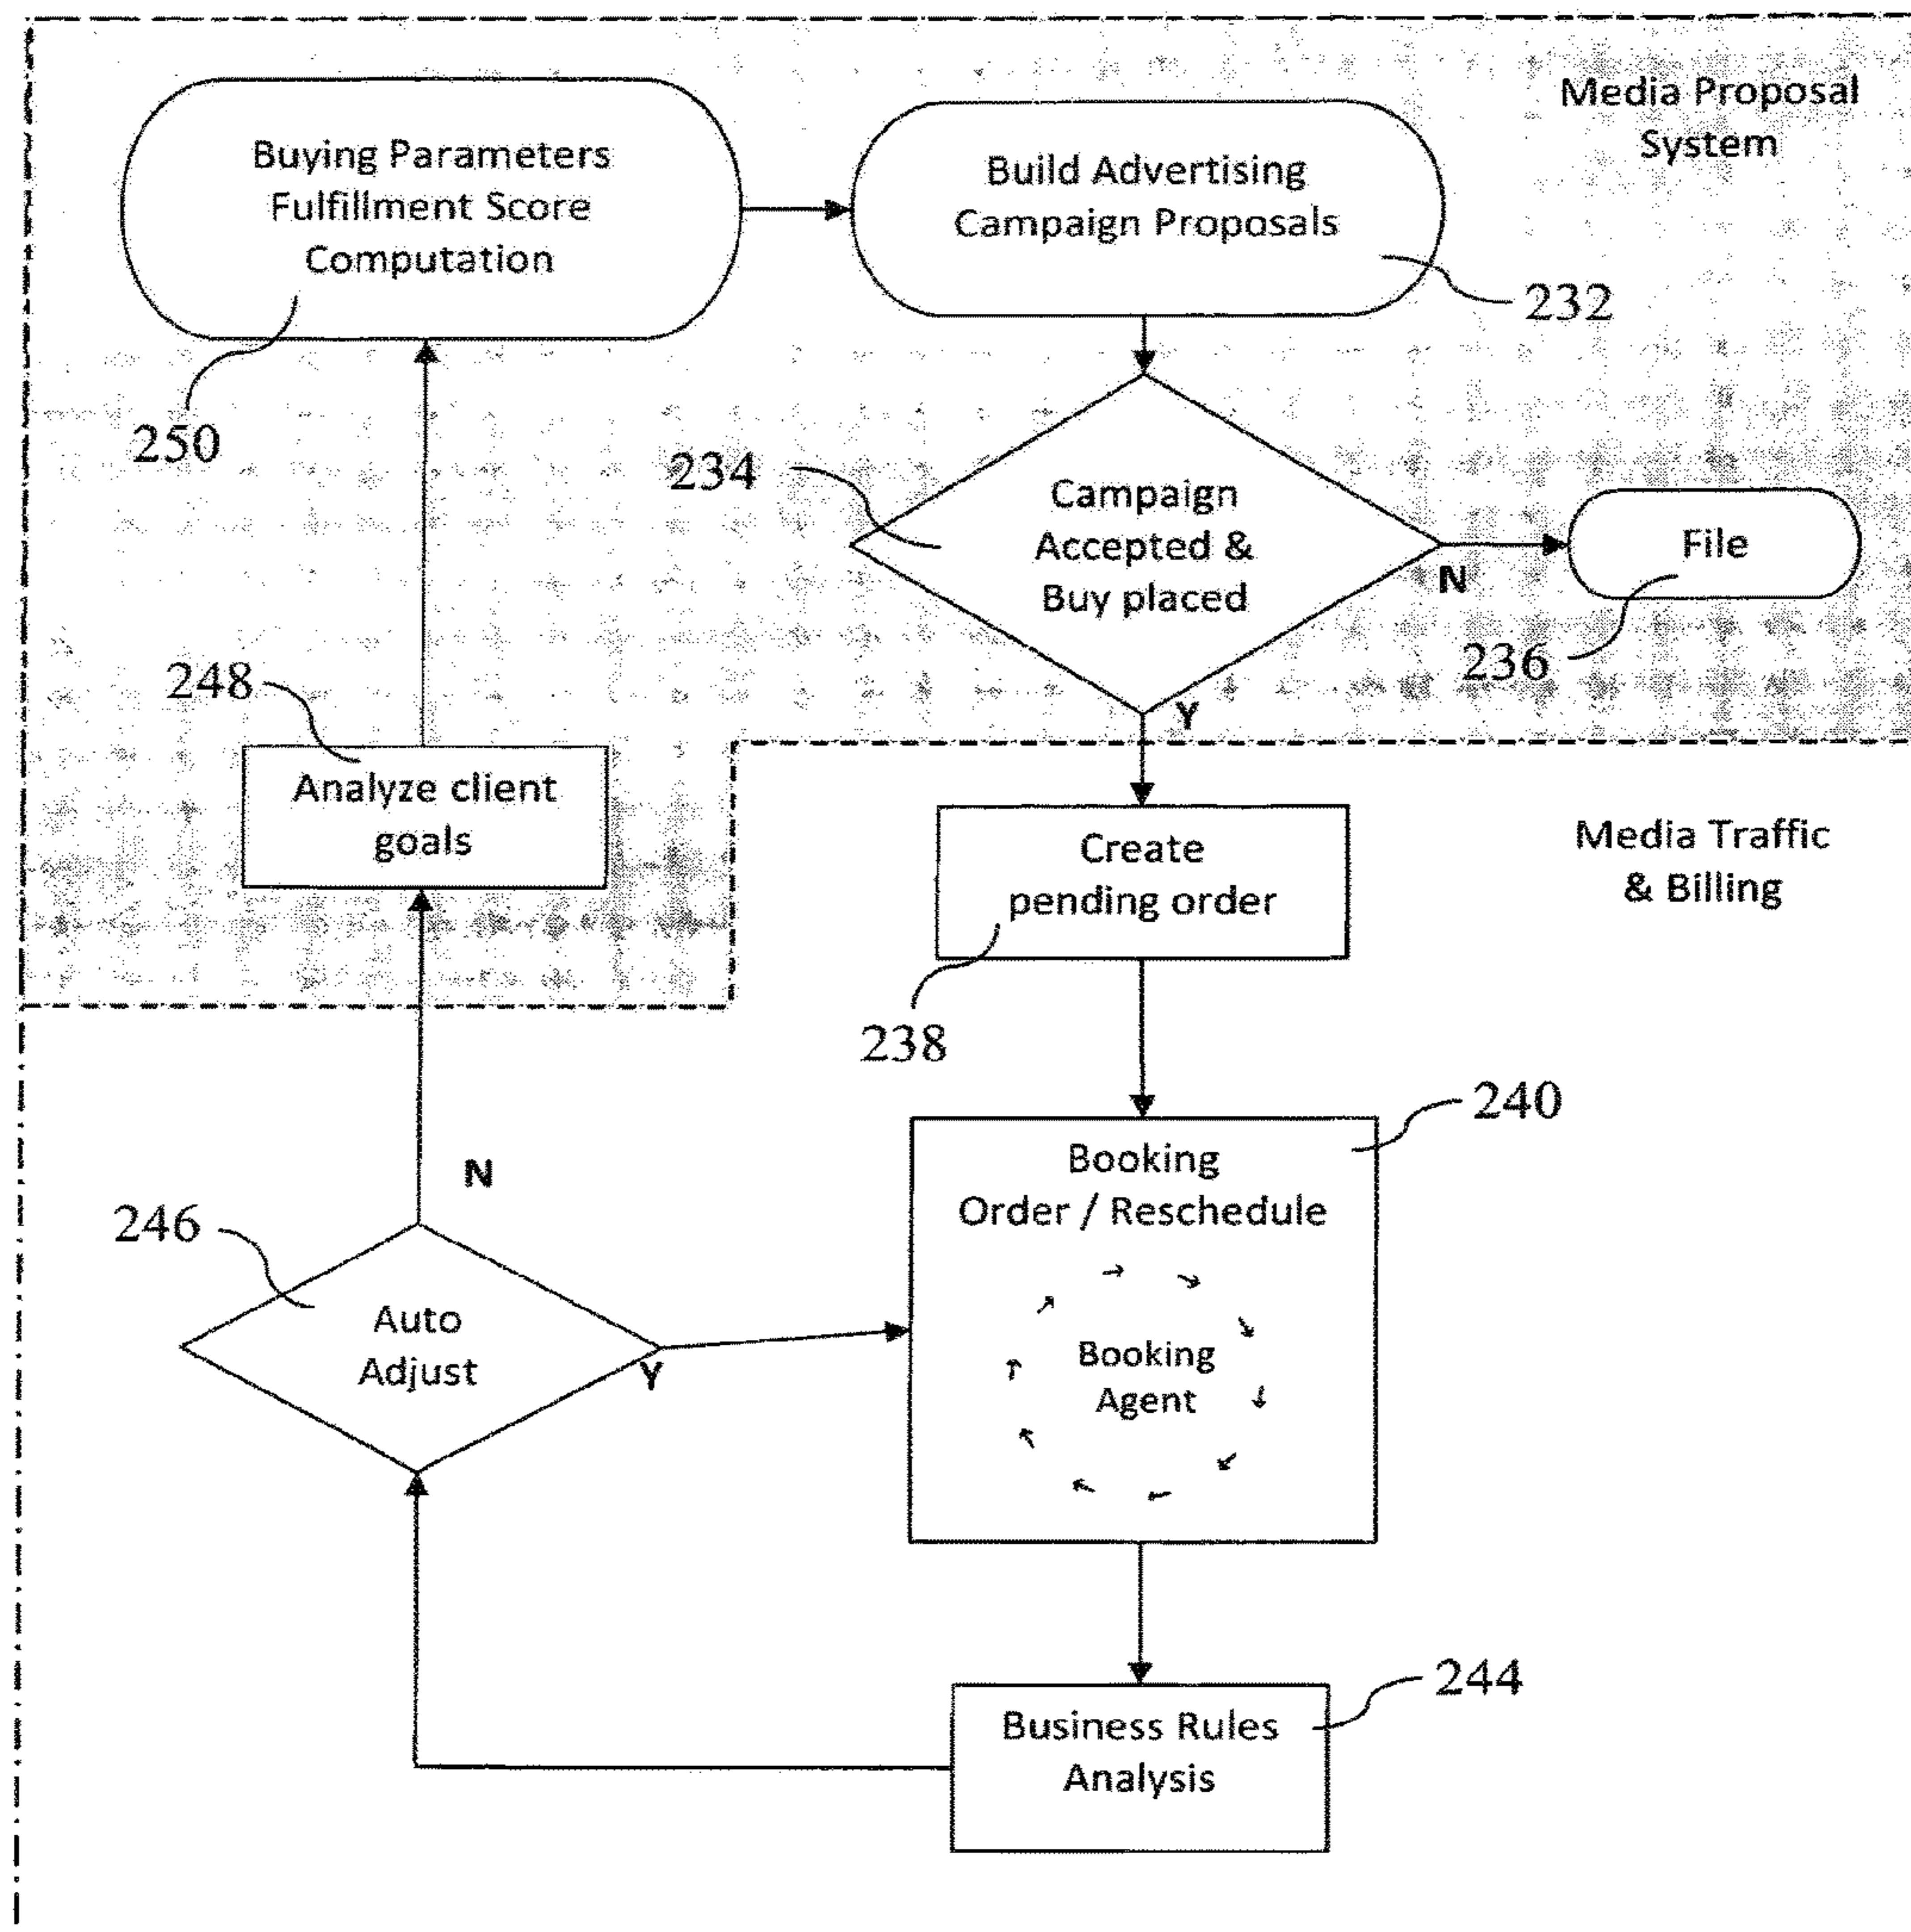 Media Proposal
System
Buying Parameters
Fulfillment Score
Computation
250
Build Advertising
Campaign Proposals
232
234
Campaign
Accepted &
Buy placed
N
Y
File
236
248
Analyze client
goals
Create
pending order
238
Media Traffic
& Billing
240
Booking
Order / Reschedule
Booking
Agent
N
246
Auto
Adjust
Y
244
Business Rules
Analysis